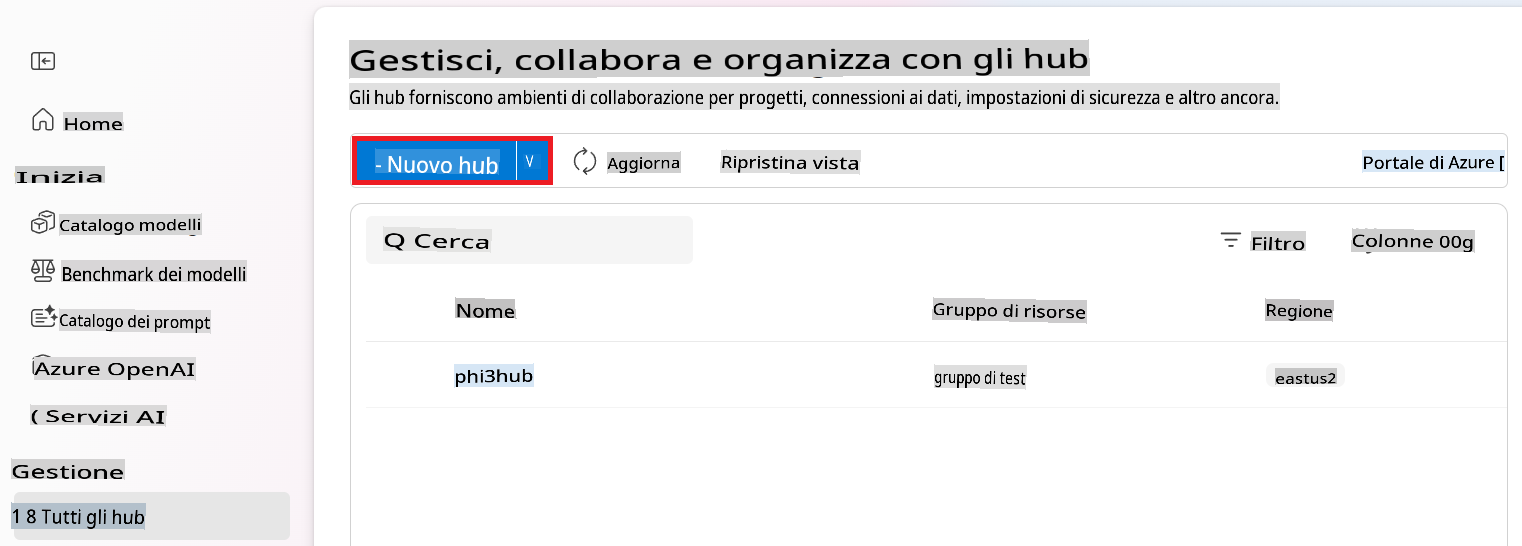 Home
Inizia
Catalogo modelli
Benchmark dei modelli
Catalogo dei prompt
Azure OpenAI
( Servizi AI
Gestione
1 8 Tutti gli hub
Gestisci, collabora e organizza con gli hub
Gli hub forniscono ambienti di collaborazione per progetti, connessioni ai dati, impostazioni di sicurezza e altro ancora.
- Nuovo hub V Aggiorna Ripristina vista Portale di Azure [
Q Cerca Filtro Colonne 00g
Nome Gruppo di risorse Regione
phi3hub gruppo di test eastus2